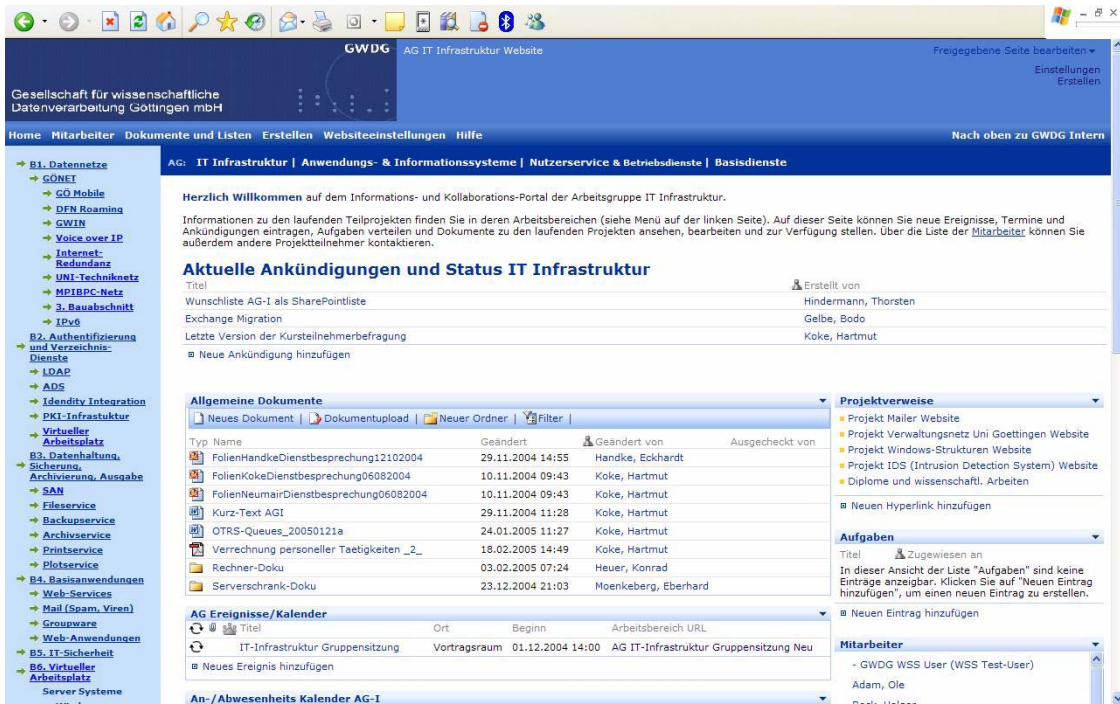 GWDG
AG IT Infrastruktur Website
Freigegebene Seite bearbeiten
Einstellungen
Erstellen
Gesellschaft für wissenschaftliche
Datenverarbeitung Göttingen mbH
Home Mitarbeiter Dokumente und Listen Erstellen Websiteeinstellungen Hilfe
Nach oben zu GWDG Intern
B1. Datennetze
GÖNET
GÖ Mobile
DFN Roaming
GWIN
Voice over IP
Internet-
Redundanz
UNI-Techniknetz
MPIBPC-Netz
3. Bauabschnitt
IPv6
B2. Authentifizierung
und Verzeichnis-
Dienste
LDAP
ADS
Idendity Integration
PKI-Infrastuktur
Virtueller
Arbeitsplatz
B3. Datenhaltung,
Sicherung,
Archivierung, Ausgabe
SAN
Fileservice
Backupservice
Archivservice
Printservice
Plotservice
B4. Basisanwendungen
Web-Services
Mail (Spam, Viren)
Groupware
Web-Anwendungen
B5. IT-Sicherheit
B6. Virtueller
Arbeitsplatz
Server Systeme
AG: IT Infrastruktur | Anwendungs- & Informationssysteme | Nutzerservice & Betriebsdienste | Basisdienste
Herzlich Willkommen auf dem Informations- und Kollaborations-Portal der Arbeitsgruppe IT Infrastruktur.
Informationen zu den laufenden Teilprojekten finden Sie in deren Arbeitsbereichen (siehe Menü auf der linken Seite). Auf dieser Seite können Sie neue Ereignisse, Termine und
Ankündigungen eintragen, Aufgaben verteilen und Dokumente zu den laufenden Projekten ansehen, bearbeiten und zur Verfügung stellen. Über die Liste der Mitarbeiter können Sie
außerdem andere Projektteilnehmer kontaktieren.
Aktuelle Ankündigungen und Status IT Infrastruktur
Titel Erstellt von
Wunschliste AG-I als SharePointliste Hindermann, Thorsten
Exchange Migration Gelbe, Bodo
Letzte Version der Kursteilnehmerbefragung Koke, Hartmut
Neue Ankündigung hinzufügen
Allgemeine Dokumente
Neues Dokument | Dokumentupload | Neuer Ordner | Filter |
Typ Name Geändert Geändert von Ausgecheckt von
FolienHandkeDienstbesprechung12102004 29.11.2004 14:55 Handke, Eckhardt
FolienKokeDienstbesprechung06082004 10.11.2004 09:43 Koke, Hartmut
FolienNeumairDienstbesprechung06082004 10.11.2004 09:43 Koke, Hartmut
Kurz-Text AGI 29.11.2004 11:28 Koke, Hartmut
OTRS-Queues_20050121a 24.01.2005 11:27 Koke, Hartmut
Verrechnung personeller Taetigkeiten _2_ 18.02.2005 14:49 Koke, Hartmut
Rechner-Doku 03.02.2005 07:24 Heuer, Konrad
Serverschrank-Doku 23.12.2004 21:03 Moenkeberg, Eberhard
AG Ereignisse/Kalender
Titel Ort Beginn Arbeitsbereich URL
IT-Infrastruktur Gruppensitzung Vortragsraum 01.12.2004 14:00 AG IT-Infrastruktur Gruppensitzung Neu
Neues Ereignis hinzufügen
An-/Abwesenheits Kalender AG-I
Projektverweise
Projekt Mailer Website
Projekt Verwaltungsnetz Uni Goettingen Website
Projekt Windows-Strukturen Website
Projekt IDS (Intrusion Detection System) Website
Diplome und wissenschaftl. Arbeiten
Neuen Hyperlink hinzufügen
Aufgaben
Titel Zugewiesen an
In dieser Ansicht der Liste "Aufgaben" sind keine
Einträge anzeigbar. Klicken Sie auf "Neuen Eintrag
hinzufügen", um einen neuen Eintrag zu erstellen.
Neuen Eintrag hinzufügen
Mitarbeiter
- GWDG WSS User (WSS Test-User)
Adam, Ole